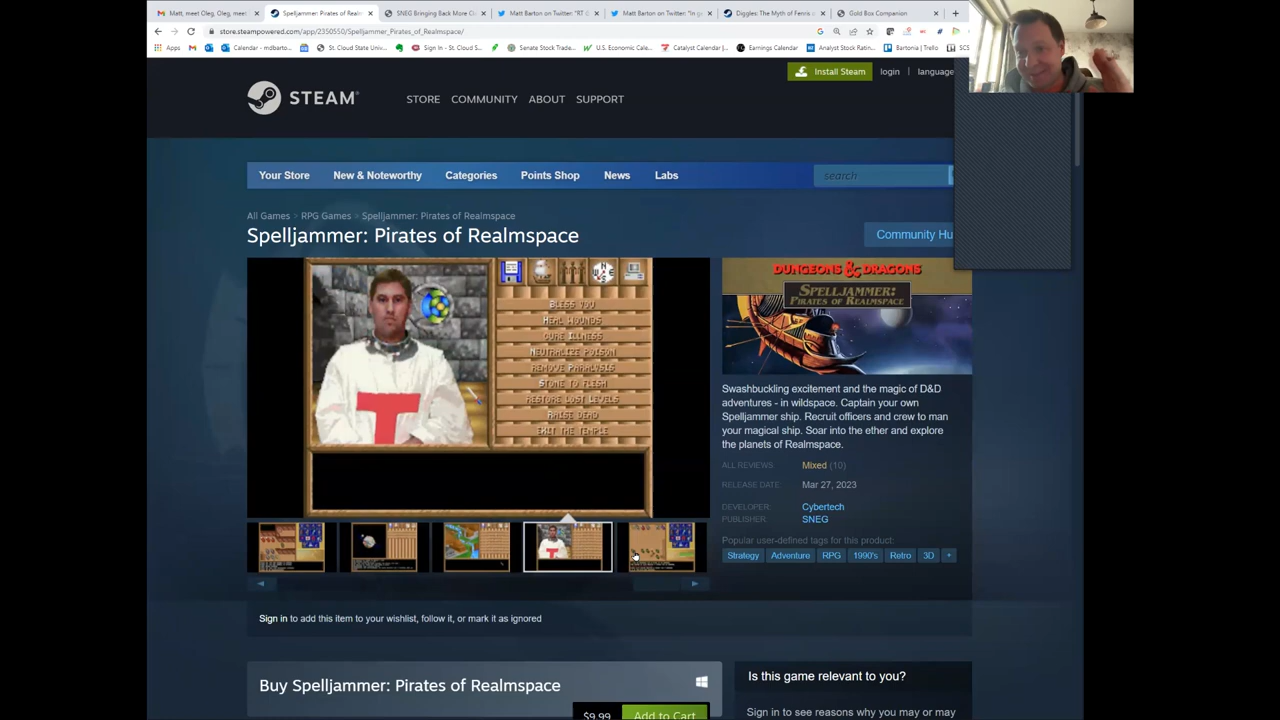 Matt, meet Oleg. Oleg, meet
Spelljammer: Pirates of Realm
SNEG Bringing Back More Cl
Matt Barton on Twitter: "RT G
Matt Barton on Twitter: "In g
Diggles: The Myth of Fenris o
Gold Box Companion
store.steampowered.com/app/2350550/Spelljammer_Pirates_of_Realmspace/
Apps
Calendar - mdbarto...
St. Cloud State Univ...
Sign In - St. Cloud S...
Senate Stock Trade...
U.S. Economic Cale...
Catalyst Calendar |...
Earnings Calendar
Analyst Stock Ratin...
Bartonia | Trello
SCS
Install Steam
login | language
STEAM
STORE COMMUNITY ABOUT SUPPORT
Your Store New & Noteworthy Categories Points Shop News Labs
search
All Games > RPG Games > Spelljammer: Pirates of Realmspace
Spelljammer: Pirates of Realmspace
Community Hu
BLESS YOU
HEAL WOUNDS
CURE ILLNESS
NEUTRALIZE POISON
REMOVE PARALYSIS
STONE TO FLESH
RESTORE LOST LEVELS
RAISE DEAD
EXIT THE TEMPLE
DUNGEONS & DRAGONS
SPELLJAMMER:
PIRATES OF REALMSPACE
Swashbuckling excitement and the magic of D&D
adventures - in wildspace. Captain your own
Spelljammer ship. Recruit officers and crew to man
your magical ship. Soar into the ether and explore
the planets of Realmspace.
ALL REVIEWS: Mixed (10)
RELEASE DATE: Mar 27, 2023
DEVELOPER: Cybertech
PUBLISHER: SNEG
Popular user-defined tags for this product:
Strategy Adventure RPG 1990's Retro 3D +
Sign in to add this item to your wishlist, follow it, or mark it as ignored
Buy Spelljammer: Pirates of Realmspace
$9.99 Add to Cart
Is this game relevant to you?
Sign in to see reasons why you may or may